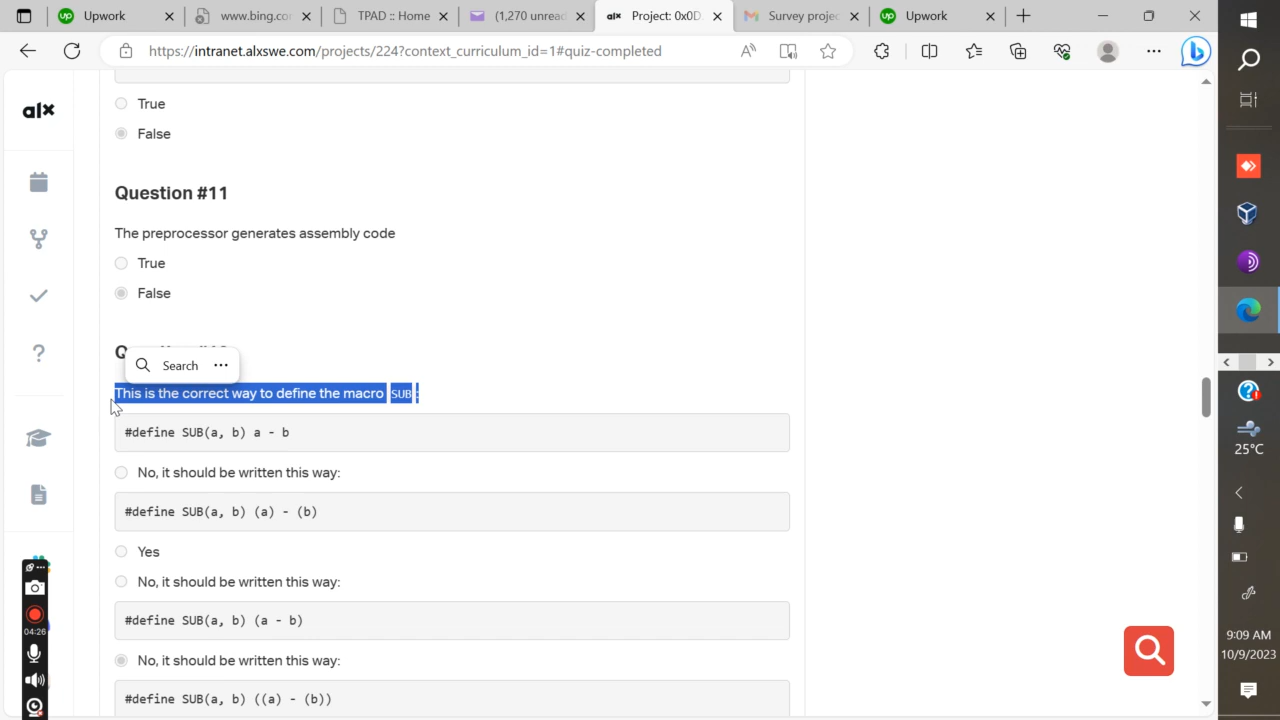 Upwork
www.bing.co
TPAD :: Home
(1,270 unread
Project: 0x0D
Survey projec
Upwork
https://intranet.alxswe.com/projects/224?context_curriculum_id=1#quiz-completed
alx
True
False
Question #11
The preprocessor generates assembly code
True
False
Search
This is the correct way to define the macro SUB:
#define SUB(a, b) a - b
No, it should be written this way:
#define SUB(a, b) (a) - (b)
Yes
No, it should be written this way:
#define SUB(a, b) (a - b)
No, it should be written this way:
#define SUB(a, b) ((a) - (b))
04:26
25°C
9:09 AM
10/9/2023